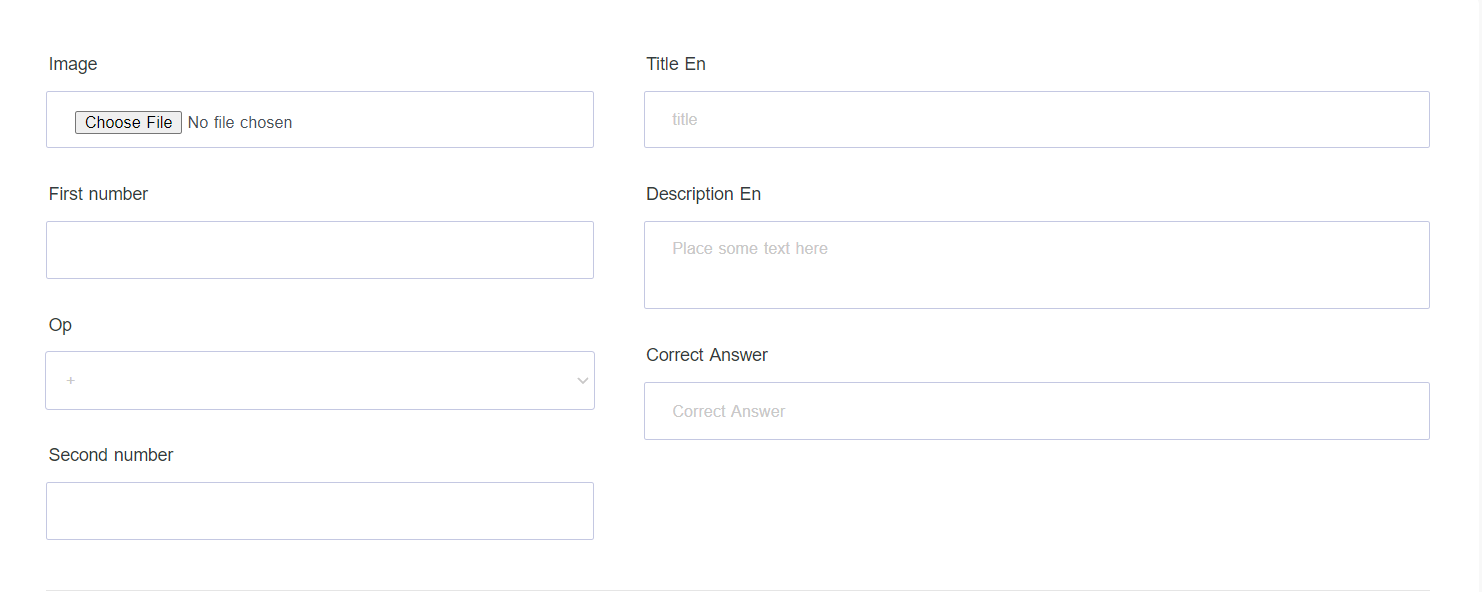 Image
Choose File No file chosen
First number
Op
+
Second number
Title En
title
Description En
Place some text here
Correct Answer
Correct Answer